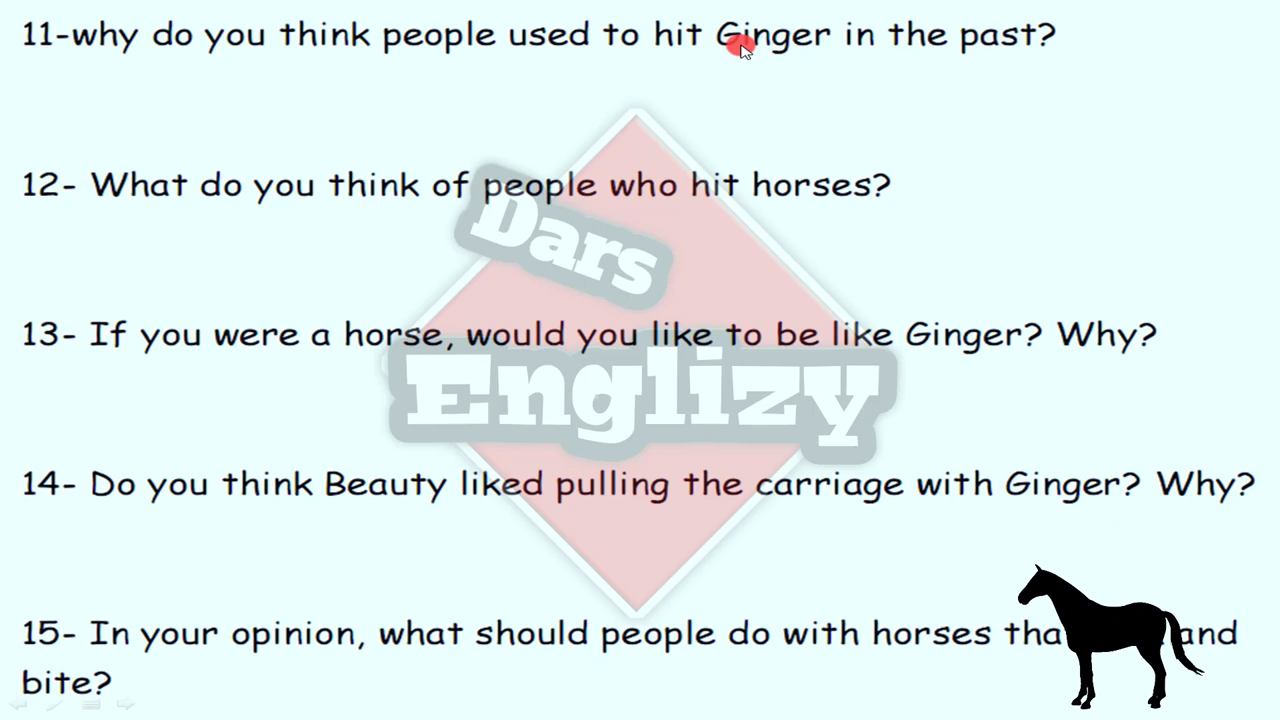 11-why do you think people used to hit Ginger in the past?
12- What do you think of people who hit horses?
Dars
13- If you were a horse, would you like to be like Ginger? Why?
Englizy
14- Do you think Beauty liked pulling the carriage with Ginger? Why?
15- In your opinion, what should people do with horses and
bite?